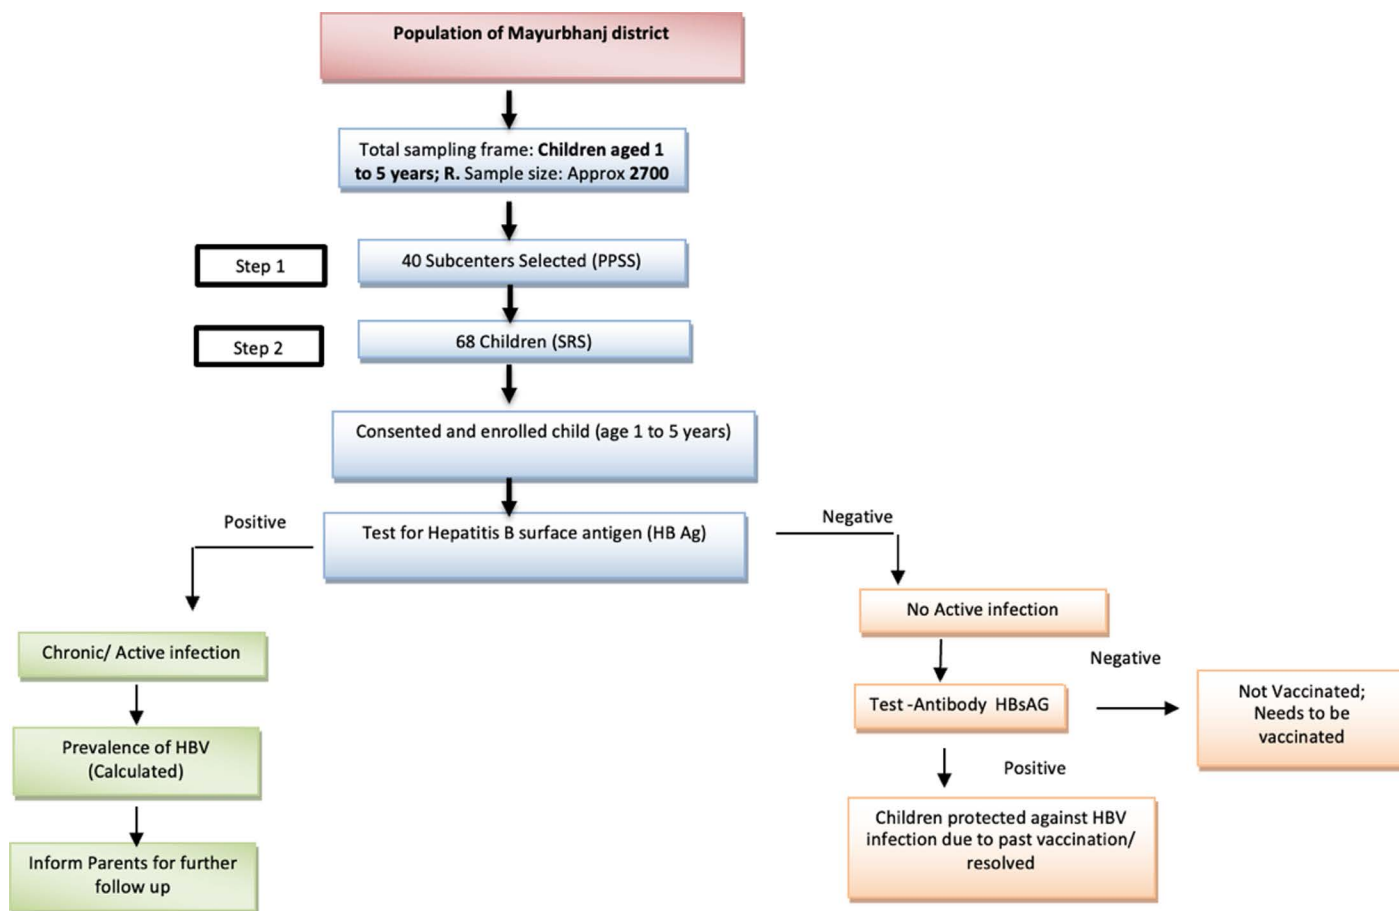 Population of Mayurbhanj district
Total sampling frame: Children aged 1
to 5 years; R. Sample size: Approx 2700
Step 1
40 Subcenters Selected (PPSS)
Step 2
68 Children (SRS)
Consented and enrolled child (age 1 to 5 years)
Positive
Test for Hepatitis B surface antigen (HB Ag)
Negative
Chronic/ Active infection
Prevalence of HBV
(Calculated)
Inform Parents for further
follow up
No Active infection
Negative
Test -Antibody HBsAG
Not Vaccinated;
Needs to be
vaccinated
Positive
Children protected against HBV
infection due to past vaccination/
resolved